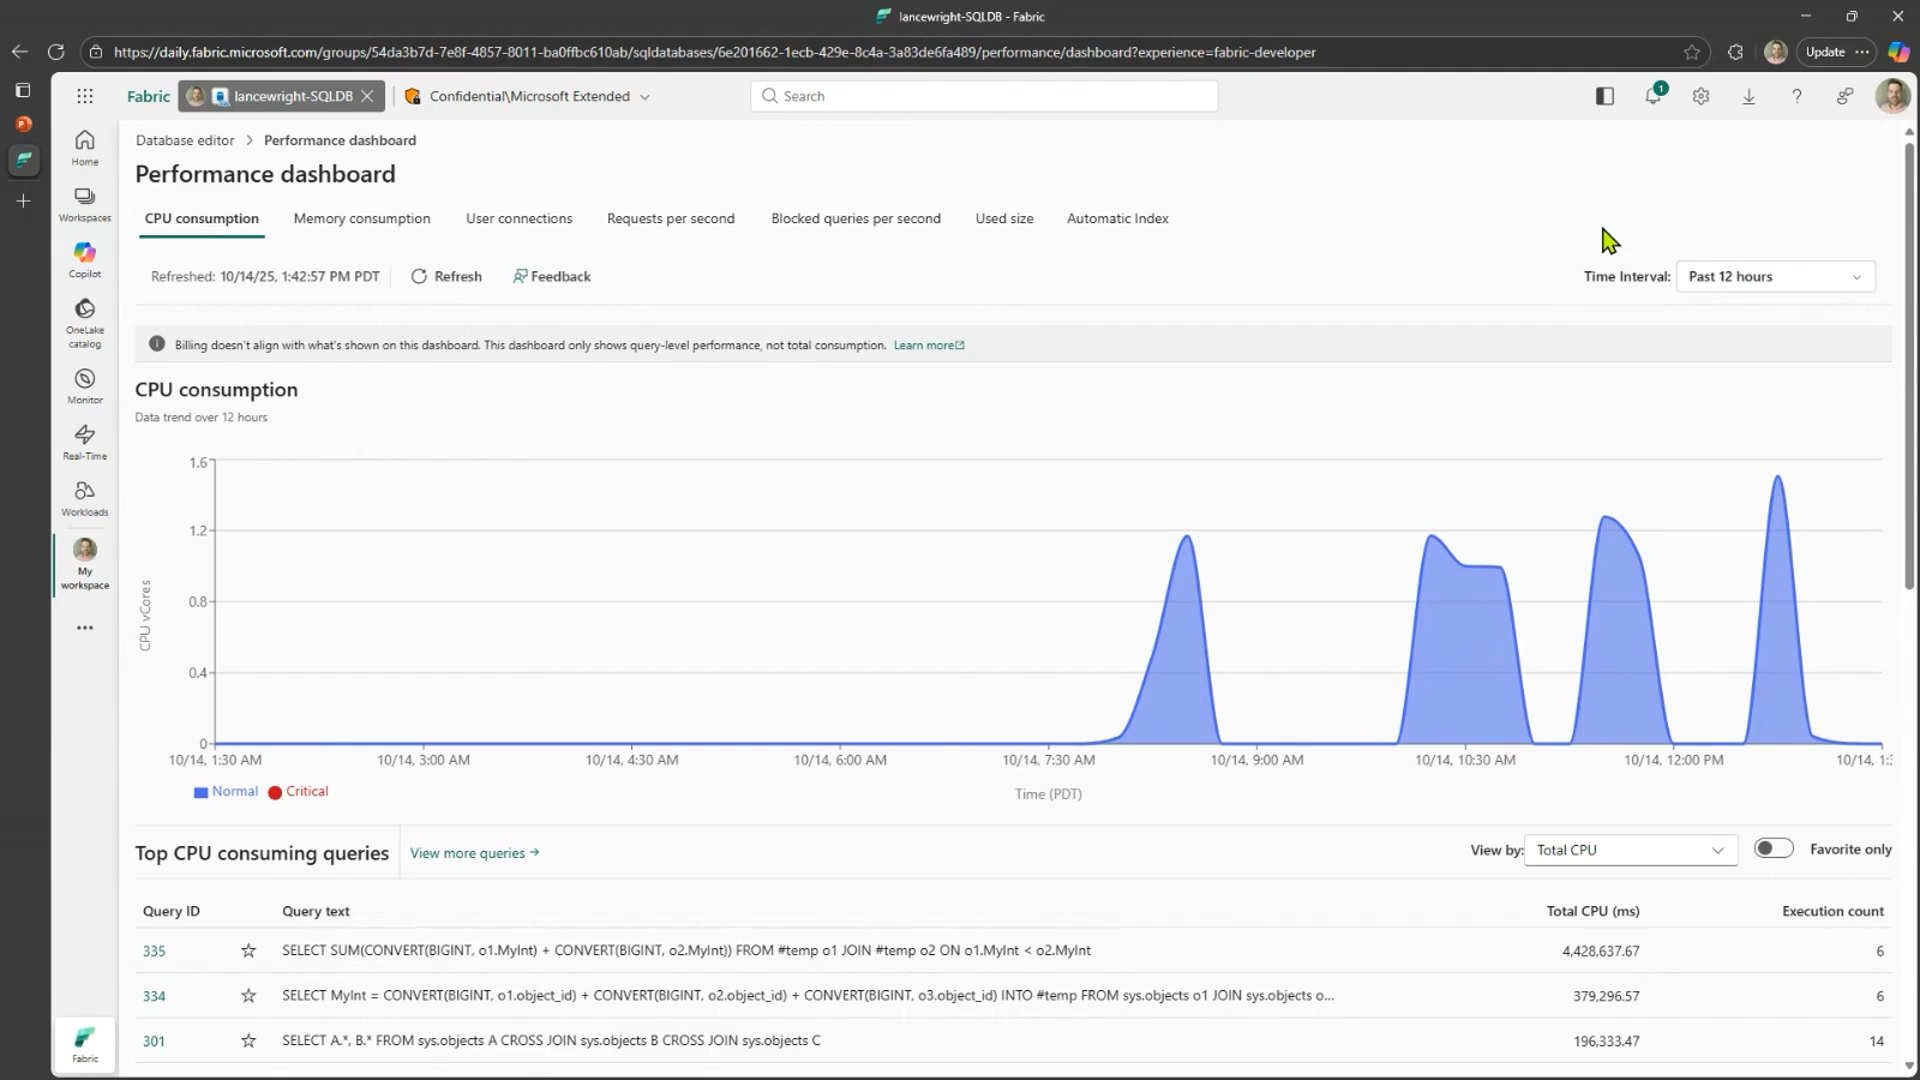 lancewright-SQLDB - Fabric
https://daily.fabric.microsoft.com/groups/54da3b7d-7e8f-4857-8011-ba0ffbc610ab/sqldatabases/6e201662-1ecb-429e-8c4a-3a83de6fa489/performance/dashboard?experience=fabric-developer
Update
Fabric
lancewright-SQLDB
Confidential\Microsoft Extended
Search
1
Home
Workspaces
Copilot
OneLake
catalog
Monitor
Real-Time
Workloads
My
workspace
Fabric
Database editor > Performance dashboard
Performance dashboard
CPU consumption Memory consumption User connections Requests per second Blocked queries per second Used size Automatic Index
Refreshed: 10/14/25, 1:42:57 PM PDT Refresh Feedback Time Interval: Past 12 hours
Billing doesn't align with what's shown on this dashboard. This dashboard only shows query-level performance, not total consumption. Learn more
CPU consumption
Data trend over 12 hours
CPU vCores
1.6
1.2
0.8
0.4
0
10/14, 1:30 AM 10/14, 3:00 AM 10/14, 4:30 AM 10/14, 6:00 AM 10/14, 7:30 AM 10/14, 9:00 AM 10/14, 10:30 AM 10/14, 12:00 PM 10/14, 1:3
Normal Critical
Time (PDT)
Top CPU consuming queries View more queries → View by: Total CPU Favorite only
Query ID Query text Total CPU (ms) Execution count
335 SELECT SUM(CONVERT(BIGINT, o1.MyInt) + CONVERT(BIGINT, o2.MyInt)) FROM #temp o1 JOIN #temp o2 ON o1.MyInt < o2.MyInt 4,428,637.67 6
334 SELECT MyInt = CONVERT(BIGINT, o1.object_id) + CONVERT(BIGINT, o2.object_id) + CONVERT(BIGINT, o3.object_id) INTO #temp FROM sys.objects o1 JOIN sys.objects o... 379,296.57 6
301 SELECT A.*, B.* FROM sys.objects A CROSS JOIN sys.objects B CROSS JOIN sys.objects C 196,333.47 14